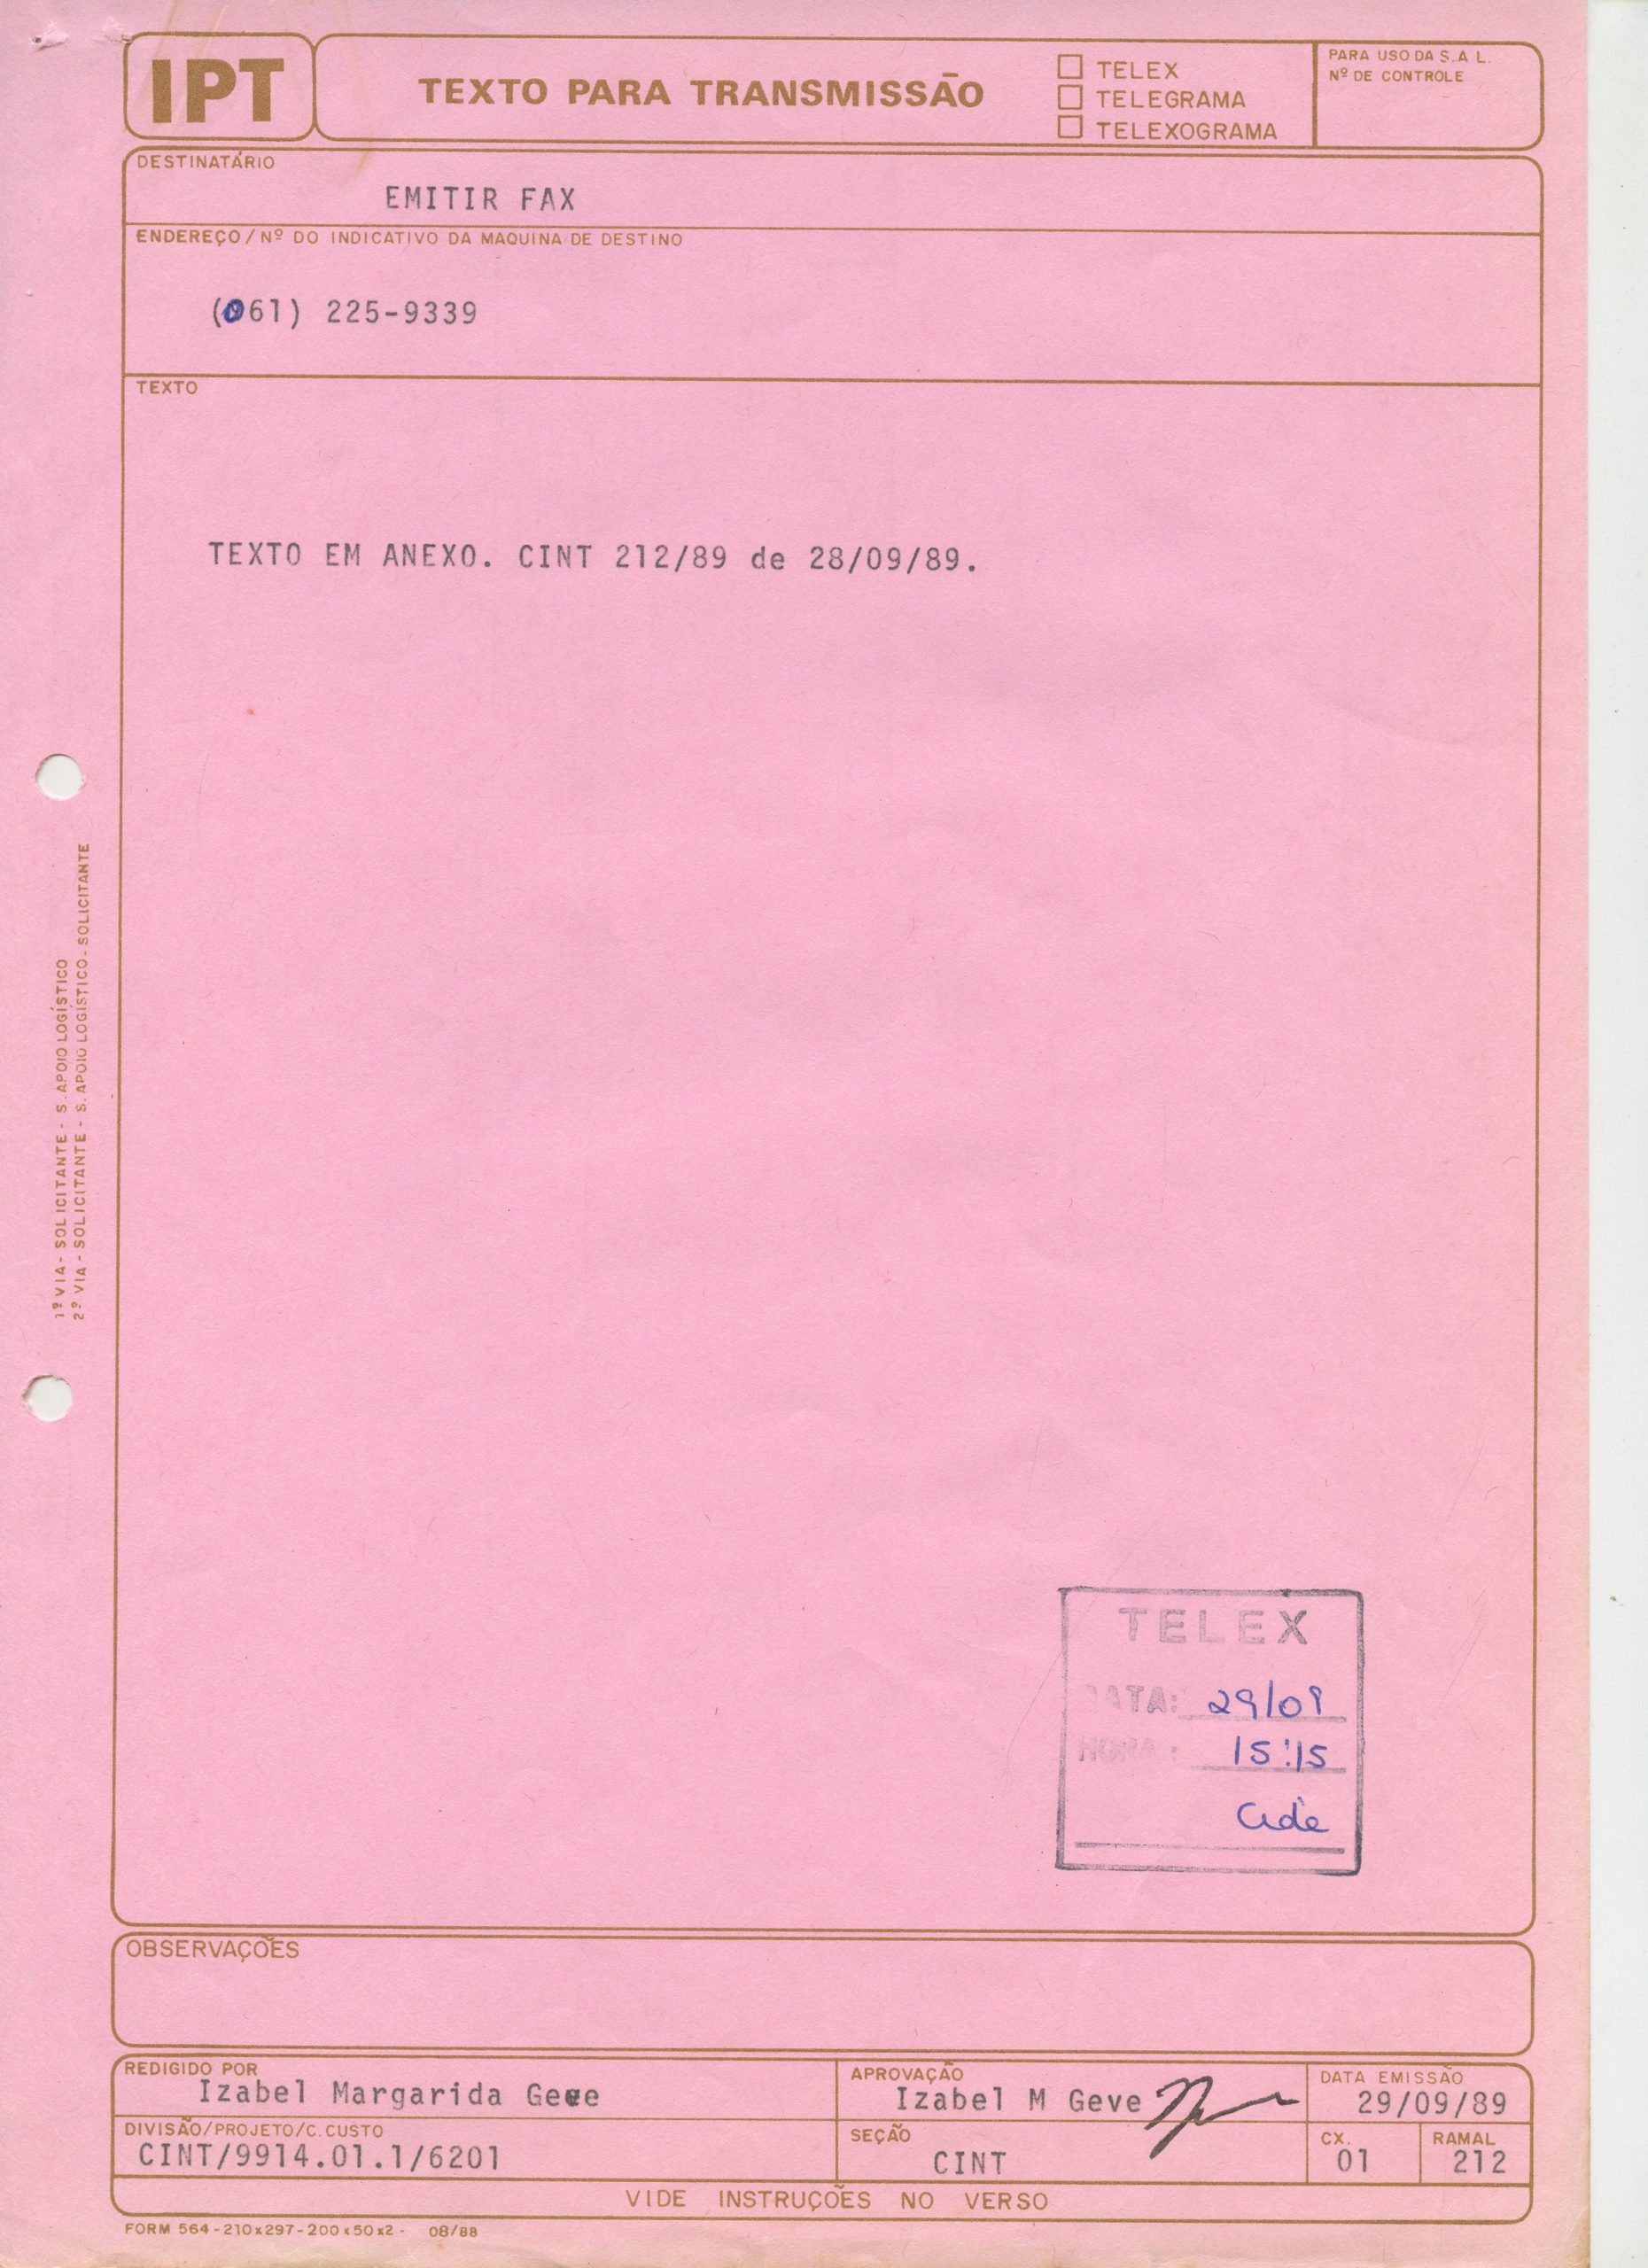 IPT
TEXTO PARA TRANSMISSÃO
TELEX
TELEGRAMA
TELEXOGRAMA
PARA USO DA S.A L.
Nº DE CONTROLE
DESTINATÁRIO
EMITIR FAX
ENDEREÇO / Nº DO INDICATIVO DA MAQUINA DE DESTINO
(061) 225-9339
TEXTO
TEXTO EM ANEXO. CINT 212/89 de 28/09/89.
1ª VIA - SOLICITANTE - S. APOIO LOGÍSTICO
2ª VIA - SOLICITANTE - S. APOIO LOGÍSTICO - SOLICITANTE
TELEX
DATA: 29/09
HORA: 15:15
OBSERVAÇÕES
REDIGIDO POR
Izabel Margarida Geve
APROVAÇÃO
Izabel M Geve
DATA EMISSÃO
29/09/89
DIVISÃO/PROJETO/C.CUSTO
CINT/9914.01.1/6201
SEÇÃO
CINT
CX.
01
RAMAL
212
VIDE INSTRUÇÕES NO VERSO
FORM 564-210x297-200x50x2 - 08/88